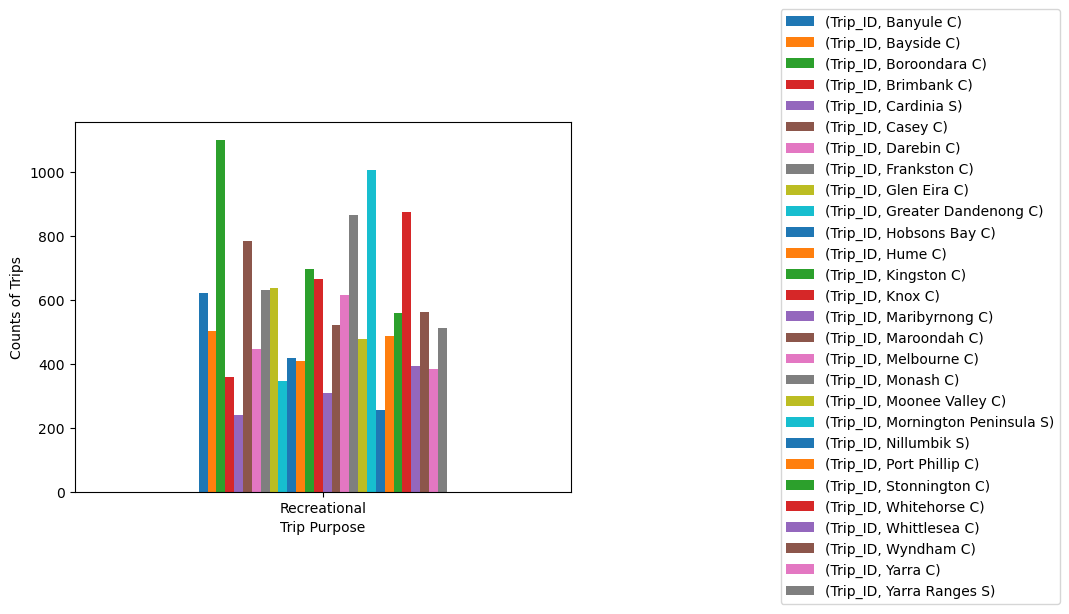 Counts of Trips
1000
800
600
400
200
0
Recreational
Trip Purpose
(Trip_ID, Banyule C)
(Trip_ID, Bayside C)
(Trip_ID, Boroondara C)
(Trip_ID, Brimbank C)
(Trip_ID, Cardinia S)
(Trip_ID, Casey C)
(Trip_ID, Darebin C)
(Trip_ID, Frankston C)
(Trip_ID, Glen Eira C)
(Trip_ID, Greater Dandenong C)
(Trip_ID, Hobsons Bay C)
(Trip_ID, Hume C)
(Trip_ID, Kingston C)
(Trip_ID, Knox C)
(Trip_ID, Maribyrnong C)
(Trip_ID, Maroondah C)
(Trip_ID, Melbourne C)
(Trip_ID, Monash C)
(Trip_ID, Moonee Valley C)
(Trip_ID, Mornington Peninsula S)
(Trip_ID, Nillumbik S)
(Trip_ID, Port Phillip C)
(Trip_ID, Stonnington C)
(Trip_ID, Whitehorse C)
(Trip_ID, Whittlesea C)
(Trip_ID, Wyndham C)
(Trip_ID, Yarra C)
(Trip_ID, Yarra Ranges S)